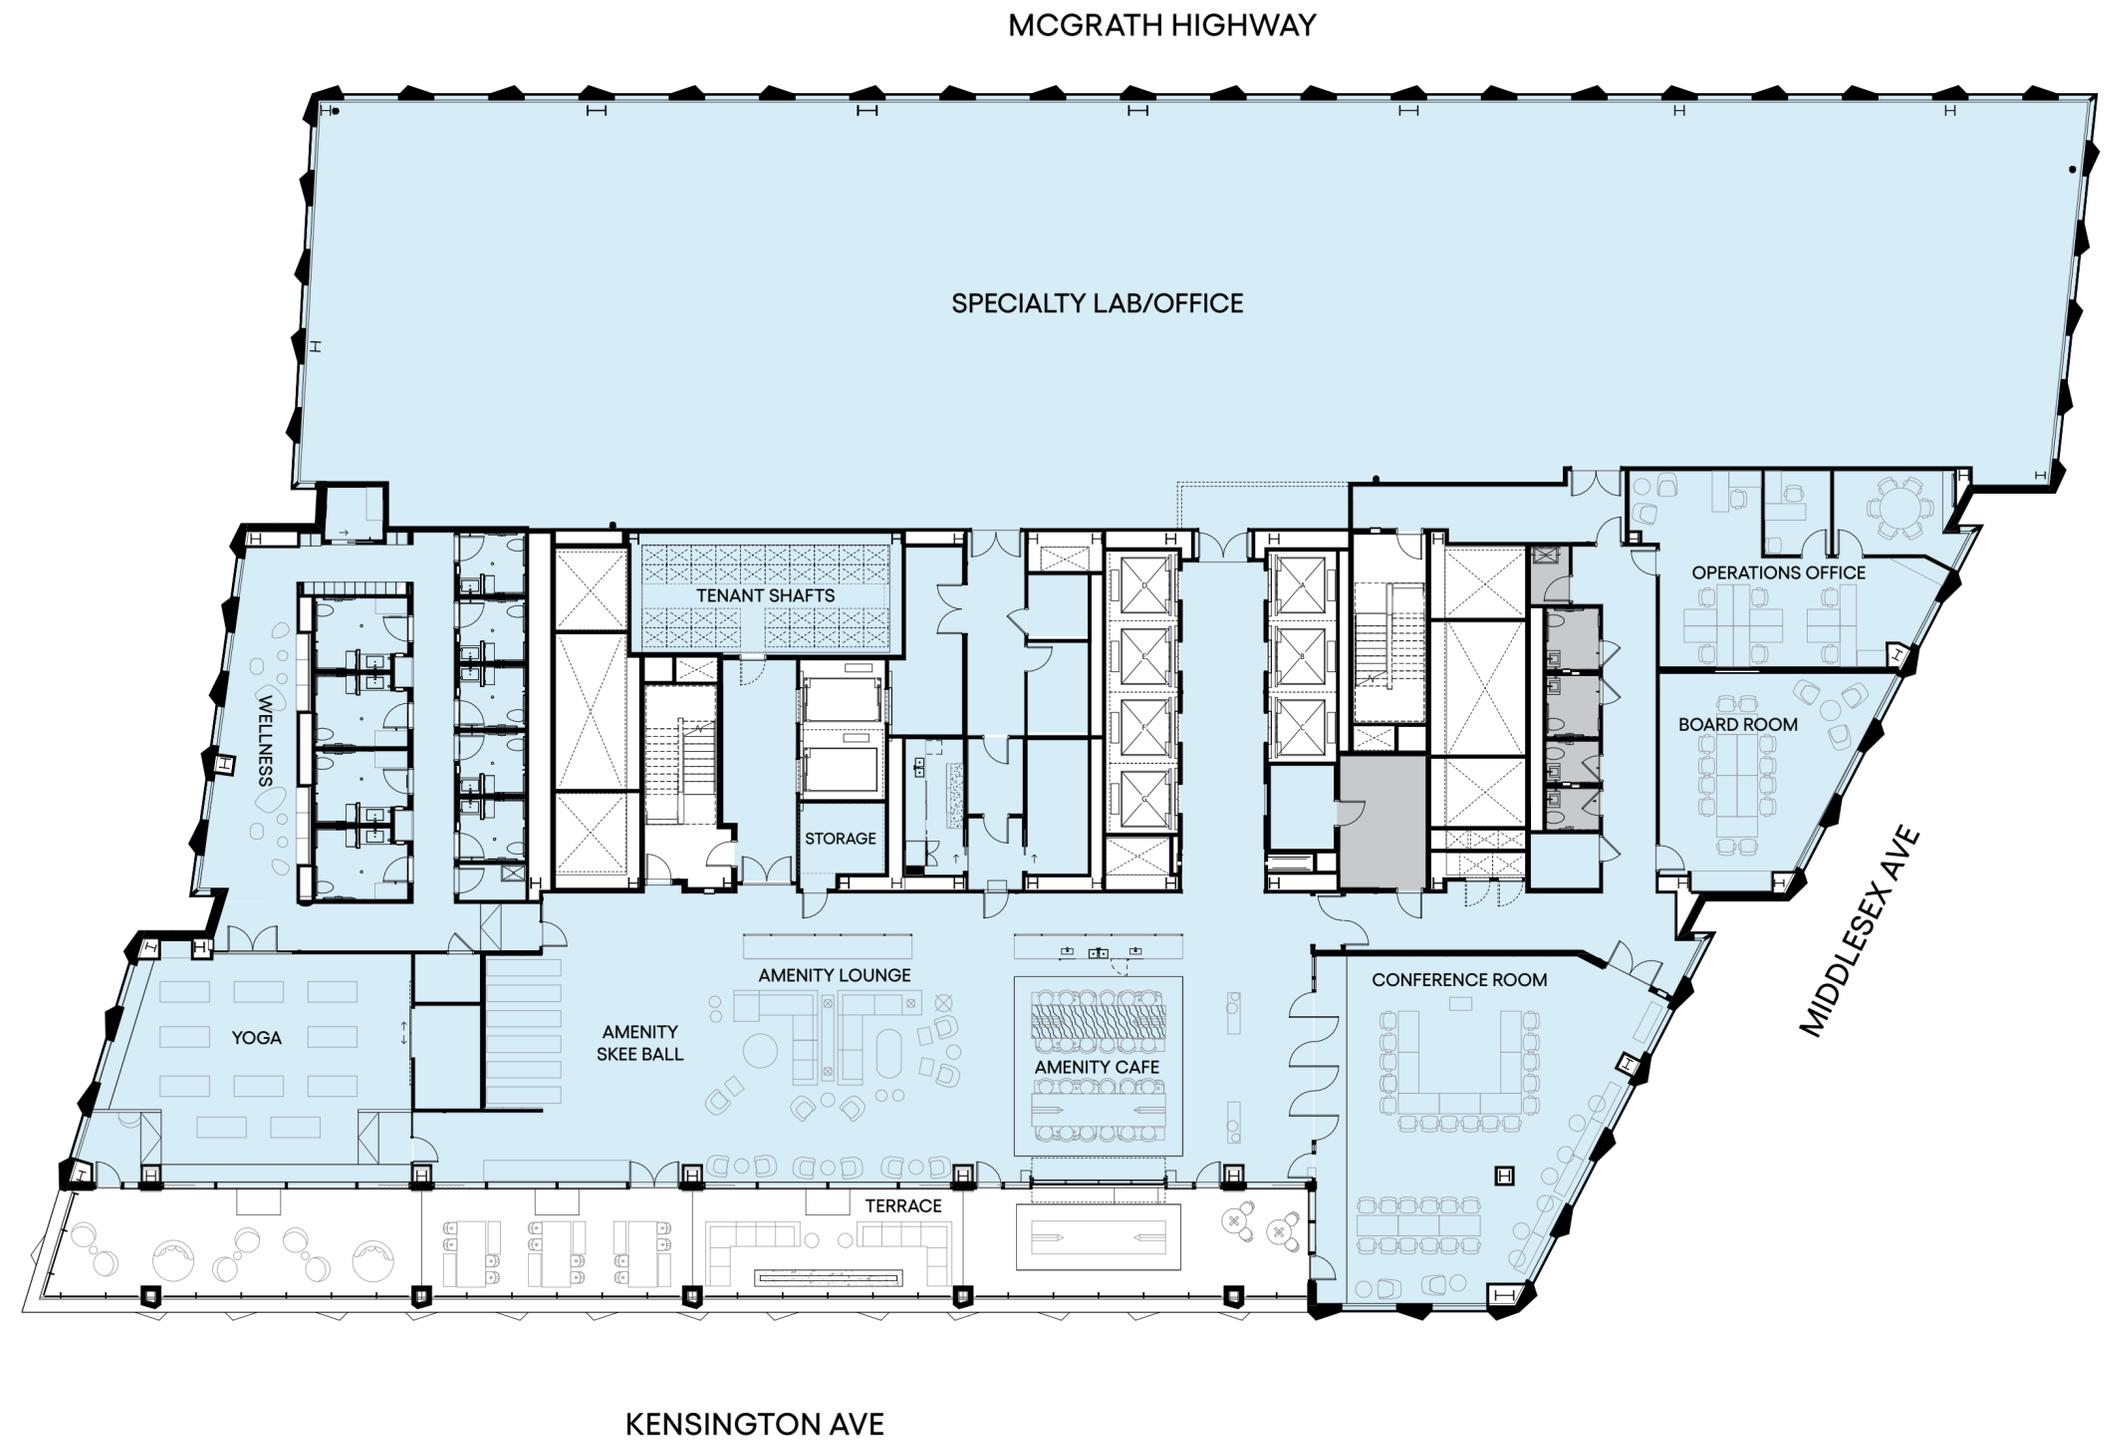 MCGRATH HIGHWAY
SPECIALTY LAB/OFFICE
TENANT SHAFTS
OPERATIONS OFFICE
D
A
E
B
F
C
G
WELLNESS
BOARD ROOM
STORAGE
MIDDLESEX AVE
AMENITY LOUNGE
CONFERENCE ROOM
YOGA
AMENITY
SKEE BALL
AMENITY CAFE
TERRACE
KENSINGTON AVE